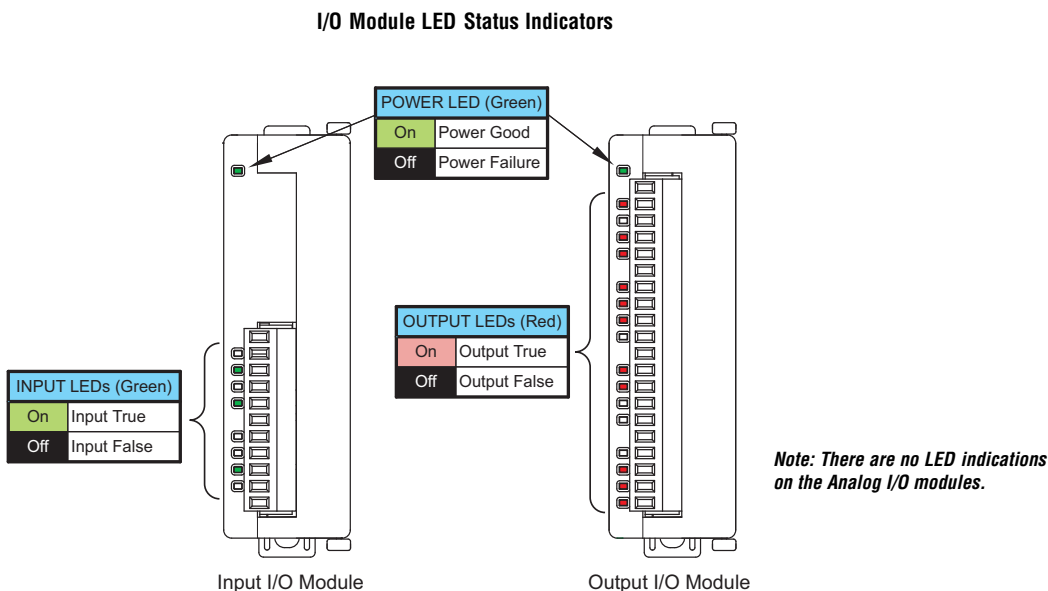 I/O Module LED Status Indicators
POWER LED (Green)
On Power Good
Off Power Failure
OUTPUT LEDs (Red)
On Output True
Off Output False
INPUT LEDs (Green)
On Input True
Off Input False
Note: There are no LED indications
on the Analog I/O modules.
Input I/O Module
Output I/O Module